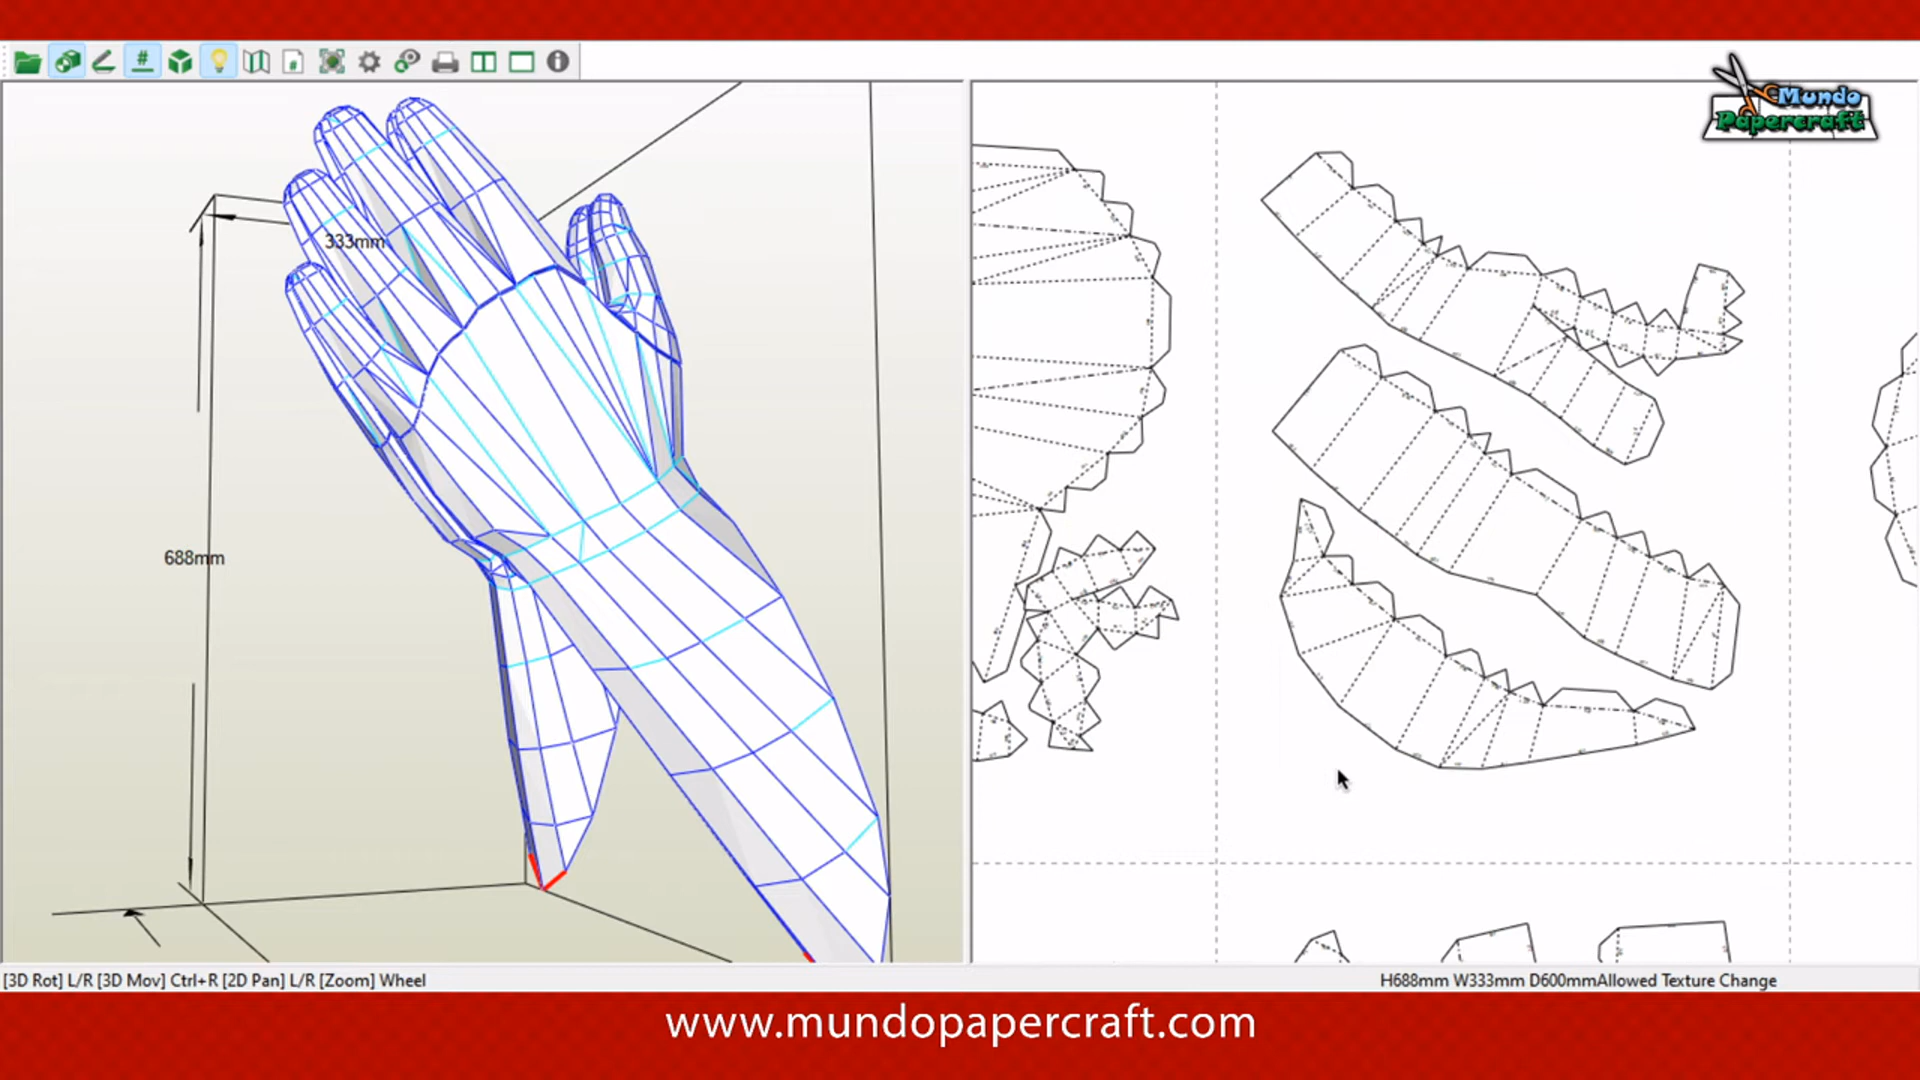 Mundo
Papercraft
333mm
688mm
[3D Rot] L/R [3D Mov] Ctrl+R [2D Pan] L/R [Zoom] Wheel
H688mm W333mm D600mmAllowed Texture Change
www.mundopapercraft.com